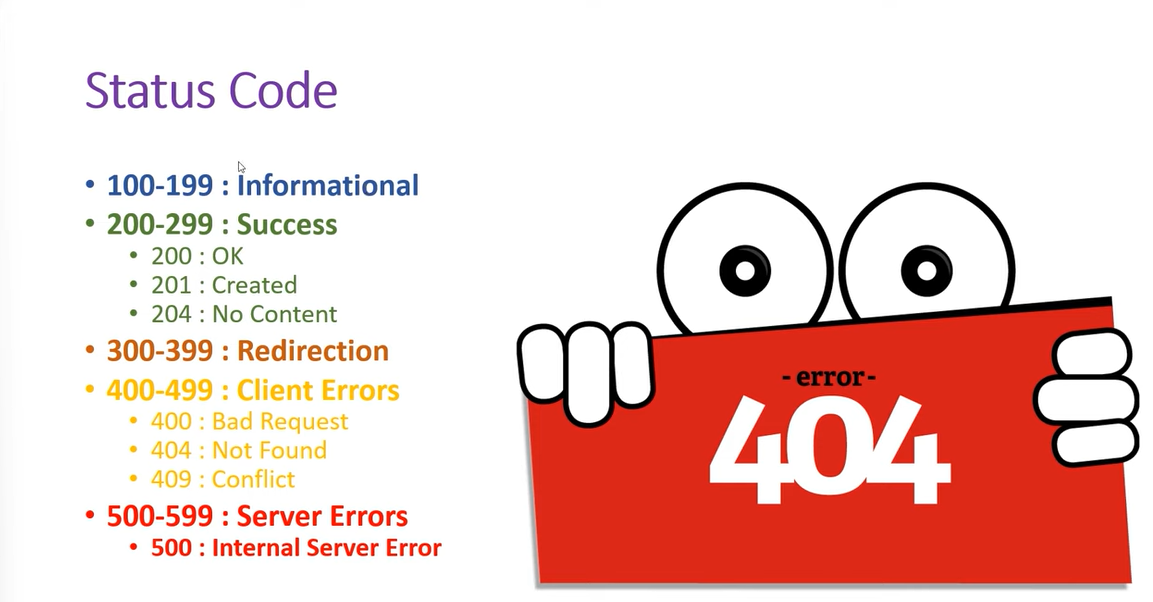 Status Code
• 100-199 : Informational
• 200-299 : Success
• 200 : OK
• 201 : Created
• 204 : No Content
• 300-399 : Redirection
• 400-499 : Client Errors
• 400 : Bad Request
• 404 : Not Found
• 409 : Conflict
• 500-599 : Server Errors
• 500 : Internal Server Error
- error -
404